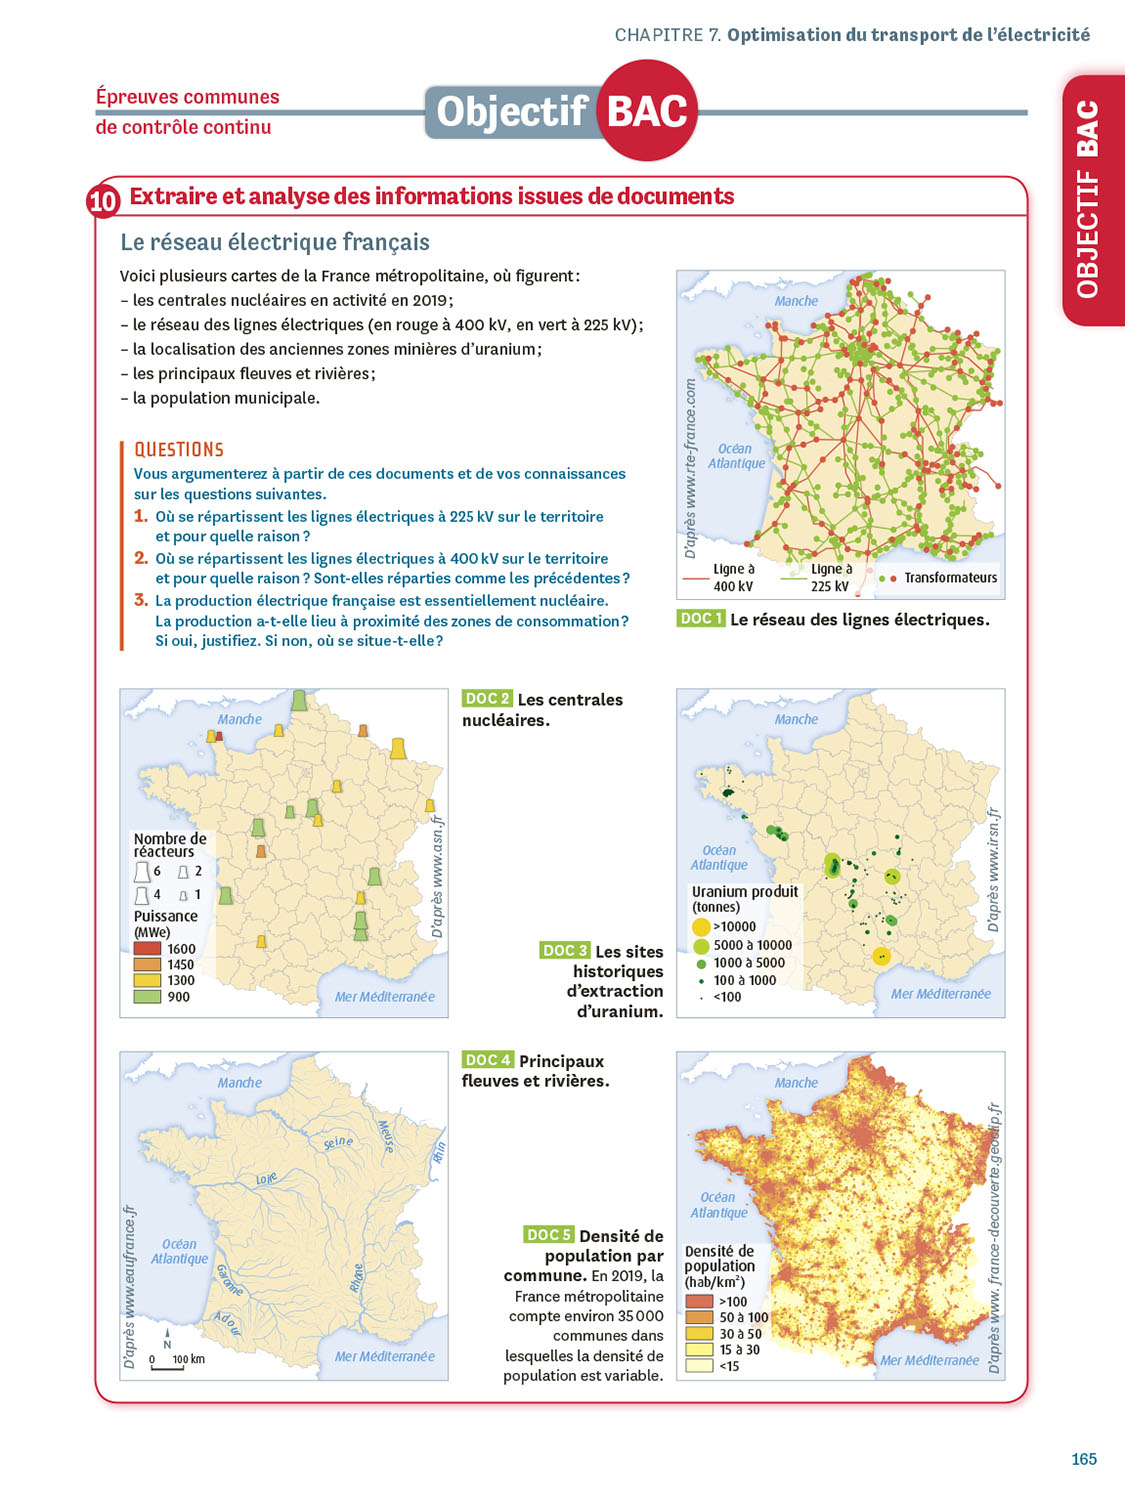 CHAPITRE 7. Optimisation du transport de l'électricité
Épreuves communes
de contrôle continu
Objectif BAC
OBJECTIF BAC
10 Extraire et analyse des informations issues de documents
Le réseau électrique français
Voici plusieurs cartes de la France métropolitaine, où figurent :
– les centrales nucléaires en activité en 2019 ;
– le réseau des lignes électriques (en rouge à 400 kV, en vert à 225 kV) ;
– la localisation des anciennes zones minières d'uranium ;
– les principaux fleuves et rivières ;
– la population municipale.
QUESTIONS
Vous argumenterez à partir de ces documents et de vos connaissances
sur les questions suivantes.
1. Où se répartissent les lignes électriques à 225 kV sur le territoire
et pour quelle raison ?
2. Où se répartissent les lignes électriques à 400 kV sur le territoire
et pour quelle raison ? Sont-elles réparties comme les précédentes ?
3. La production électrique française est essentiellement nucléaire.
La production a-t-elle lieu à proximité des zones de consommation ?
Si oui, justifiez. Si non, où se situe-t-elle ?
Manche
Océan
Atlantique
D'après www.rte-france.com
Ligne à
400 kV
Ligne à
225 kV
Transformateurs
DOC 1 Le réseau des lignes électriques.
Manche
Nombre de
réacteurs
6
2
4
1
Puissance
(MWe)
1600
1450
1300
900
Mer Méditerranée
D'après www.asn.fr
DOC 2 Les centrales
nucléaires.
DOC 3 Les sites
historiques
d'extraction
d'uranium.
Manche
Océan
Atlantique
Uranium produit
(tonnes)
>10000
5000 à 10000
1000 à 5000
100 à 1000
<100
Mer Méditerranée
D'après www.irsn.fr
Manche
Seine
Meuse
Rhin
Loire
Océan
Atlantique
Garonne
Rhône
Adour
N
0 100 km
Mer Méditerranée
D'après www.eaufrance.fr
DOC 4 Principaux
fleuves et rivières.
DOC 5 Densité de
population par
commune. En 2019, la
France métropolitaine
compte environ 35 000
communes dans
lesquelles la densité de
population est variable.
Manche
Océan
Atlantique
Densité de
population
(hab/km²)
>100
50 à 100
30 à 50
15 à 30
<15
Mer Méditerranée
D'après www.france-decouverte.geoclip.fr
165